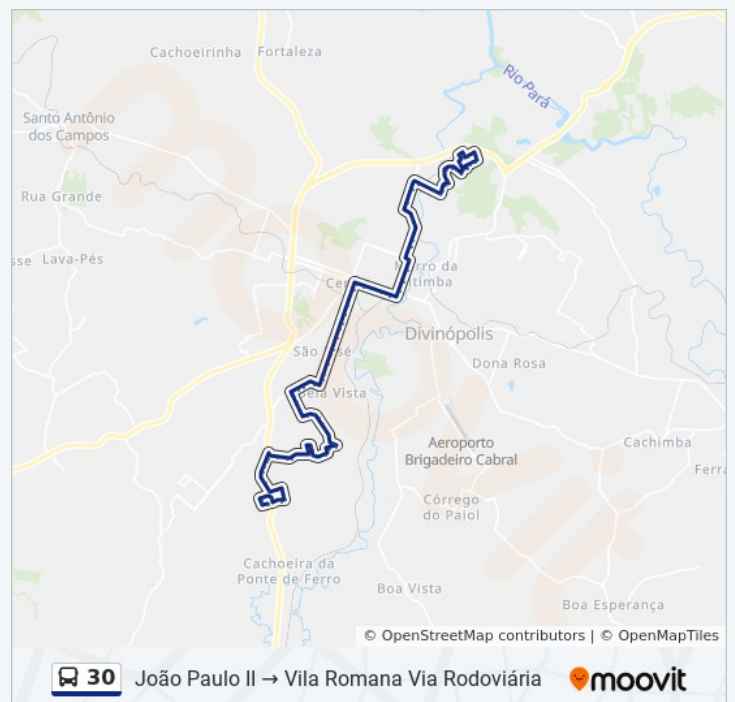 Cachoeirinha
Fortaleza
Rio Pará
Santo Antônio
dos Campos
Rua Grande
Lava-Pés
Divinópolis
São José
Dona Rosa
Bela Vista
Aeroporto
Brigadeiro Cabral
Cachimba
Córrego
do Paiol
Cachoeira da
Ponte de Ferro
Boa Vista
Boa Esperança
© OpenStreetMap contributors | © OpenMapTiles
30 João Paulo II → Vila Romana Via Rodoviária
moovit